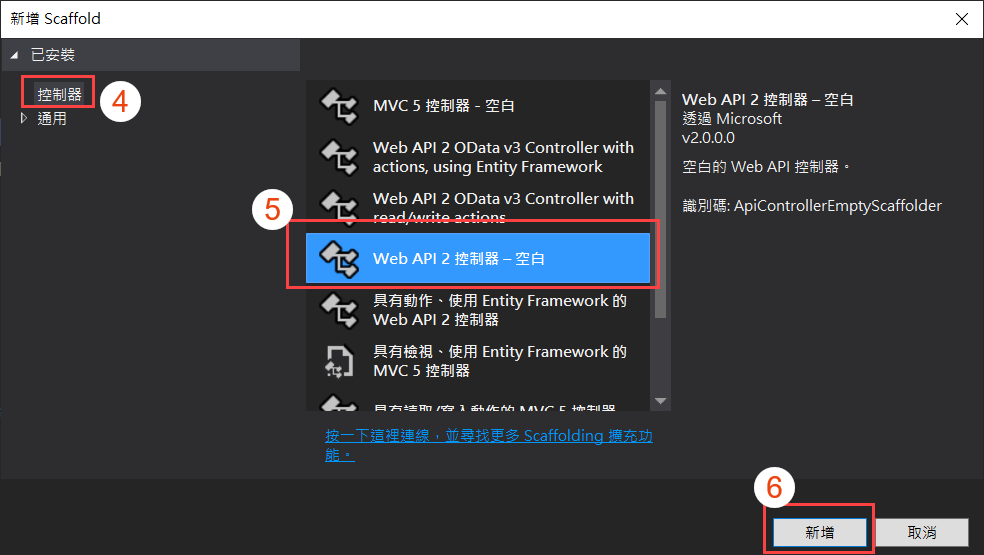 新增 Scaffold
已安裝
控制器
4
通用
MVC 5 控制器 - 空白
Web API 2 OData v3 Controller with
actions, using Entity Framework
Web API 2 OData v3 Controller with
read/write actions
5
Web API 2 控制器 – 空白
具有動作、使用 Entity Framework 的
Web API 2 控制器
具有檢視、使用 Entity Framework 的
MVC 5 控制器
具有讀取/寫入動作的 MVC 5 控制器
按一下這裡連線，並尋找更多 Scaffolding 擴充功
能。
Web API 2 控制器 – 空白
透過 Microsoft
v2.0.0.0
空白的 Web API 控制器。
識別碼: ApiControllerEmptyScaffolder
6
新增
取消